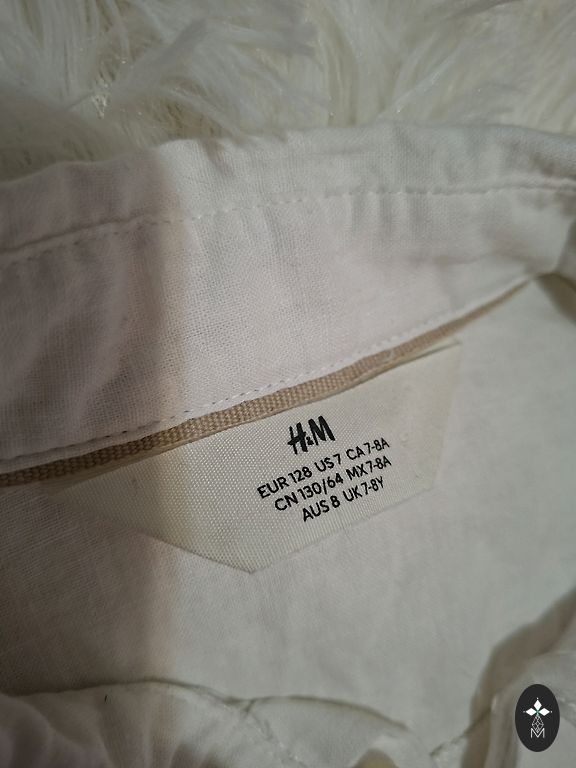 H&M
EUR 128 US 7 CA 7-8A
CN 130/64 MX 7-8A
AUS 8 UK 7-8Y
M